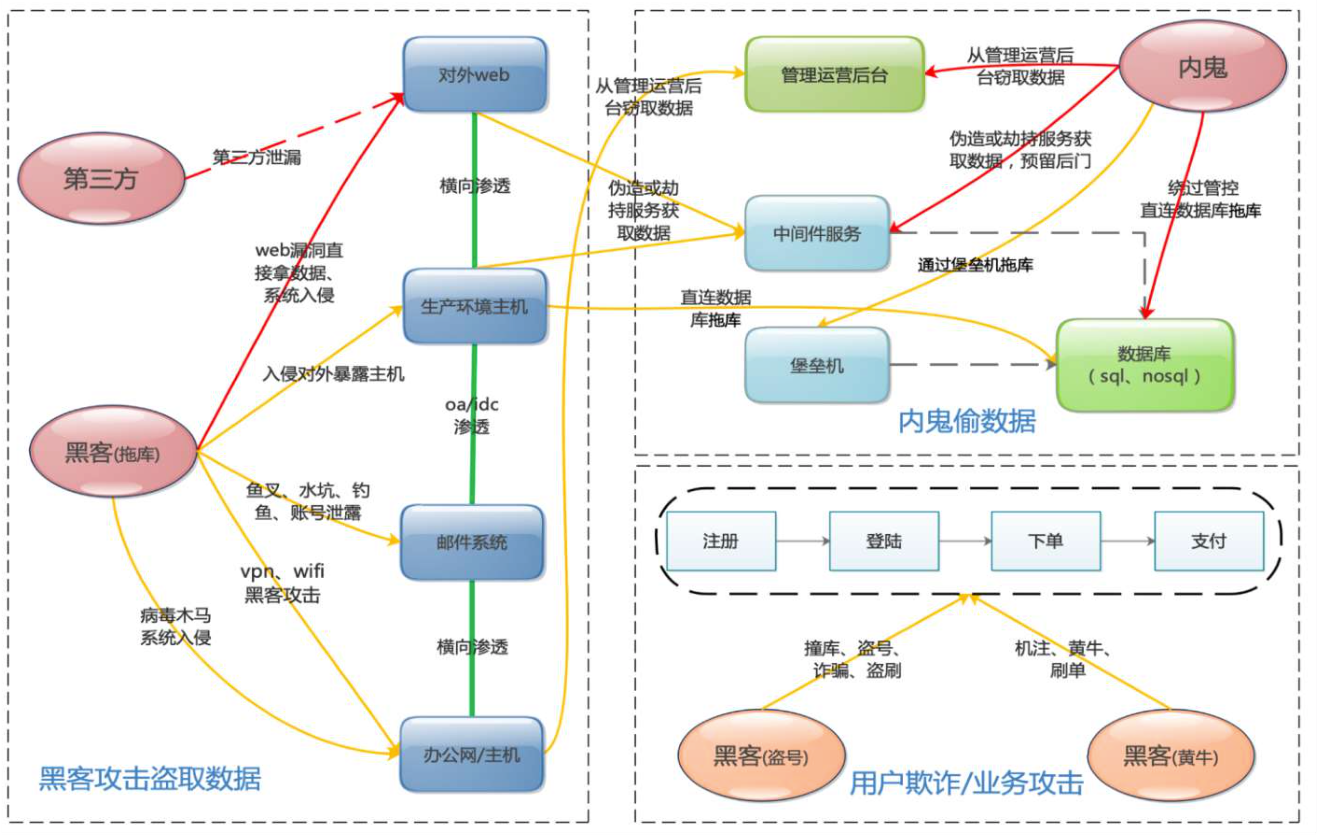 对外web
第三方
第三方泄漏
横向渗透
web漏洞直
接拿数据、
系统入侵
生产环境主机
入侵对外暴露主机
oa/idc
渗透
黑客(拖库)
鱼叉、水坑、钓
鱼、账号泄露
邮件系统
vpn、wifi
黑客攻击
病毒木马
系统入侵
横向渗透
办公网/主机
黑客攻击盗取数据
从管理运营后
台窃取数据
伪造或劫
持服务获
取数据
直连数据
库拖库
管理运营后台
从管理运营后
台窃取数据
内鬼
伪造或劫持服务获
取数据，预留后门
绕过管控
直连数据库拖库
中间件服务
通过堡垒机拖库
堡垒机
数据库
（sql、nosql）
内鬼偷数据
注册
登陆
下单
支付
撞库、盗号、
诈骗、盗刷
机注、黄牛、
刷单
黑客(盗号)
黑客(黄牛)
用户欺诈/业务攻击